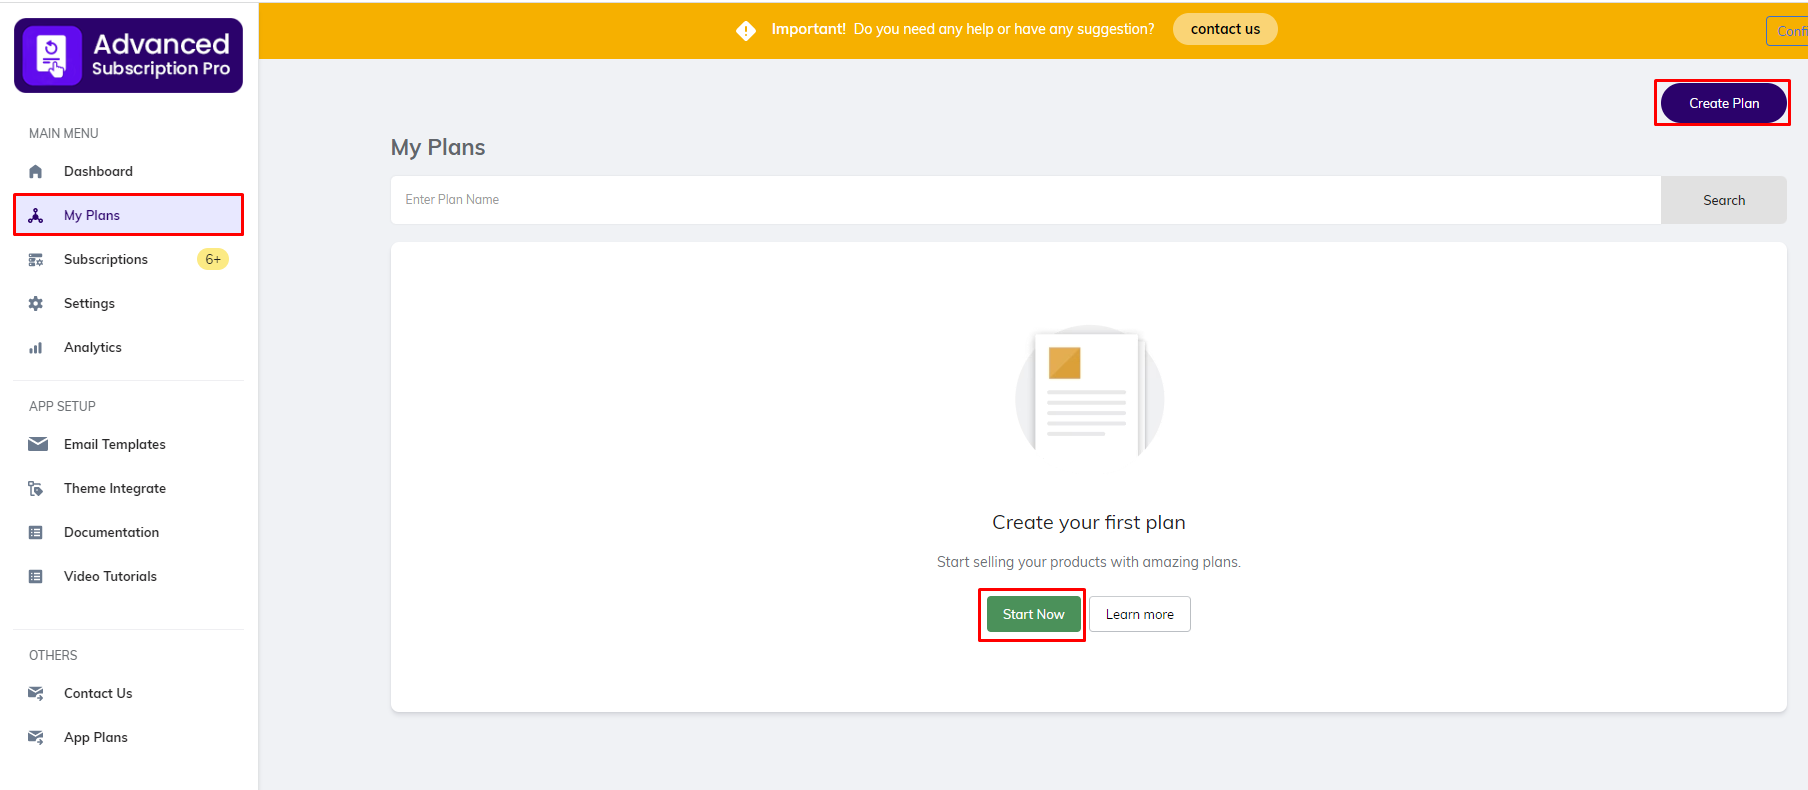 Advanced
Subscription Pro
MAIN MENU
Dashboard
My Plans
Subscriptions 6+
Settings
Analytics
APP SETUP
Email Templates
Theme Integrate
Documentation
Video Tutorials
OTHERS
Contact Us
App Plans
Important! Do you need any help or have any suggestion? contact us
Create Plan
My Plans
Enter Plan Name Search
Create your first plan
Start selling your products with amazing plans.
Start Now Learn more